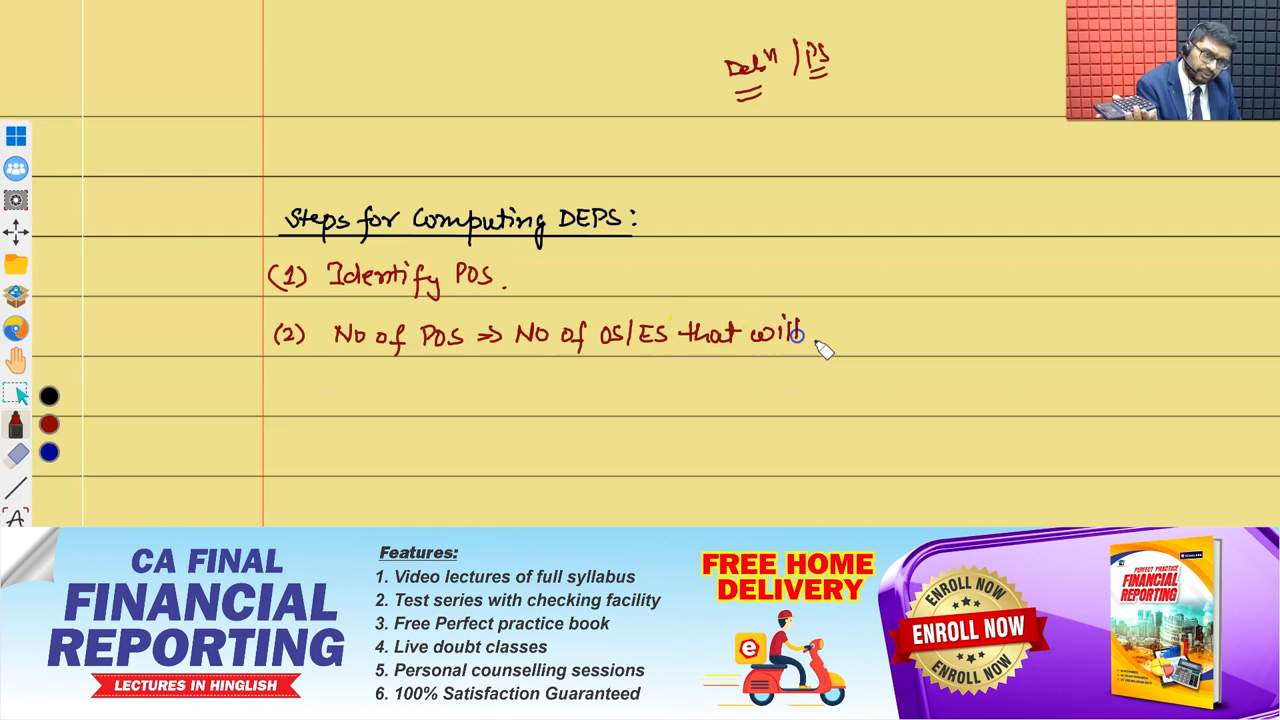 Debⁿ / PS
Steps for Computing DEPS:
(1) Identify POS.
(2) No of POS ⇒ No of OS/ES that will
A
CA FINAL
FINANCIAL
REPORTING
LECTURES IN HINGLISH
Features:
1. Video lectures of full syllabus
2. Test series with checking facility
3. Free Perfect practice book
4. Live doubt classes
5. Personal counselling sessions
6. 100% Satisfaction Guaranteed
FREE HOME
DELIVERY
e
ENROLL NOW
ENROLL NOW
ENROLL NOW
PERFECT PRACTICE
FINANCIAL
REPORTING